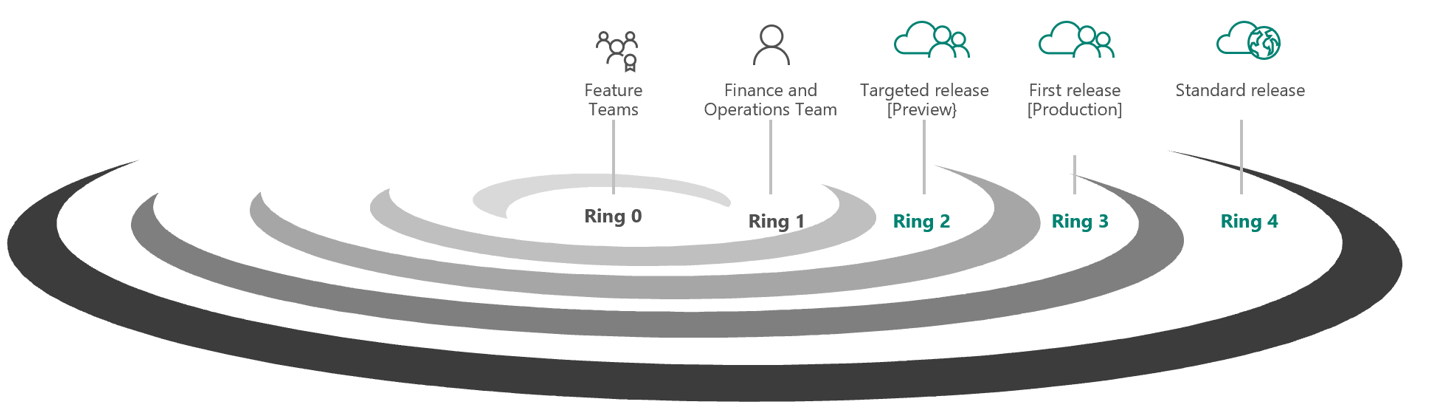 Feature
Teams
Finance and
Operations Team
Targeted release
[Preview}
First release
[Production]
Standard release
Ring 0
Ring 1
Ring 2
Ring 3
Ring 4